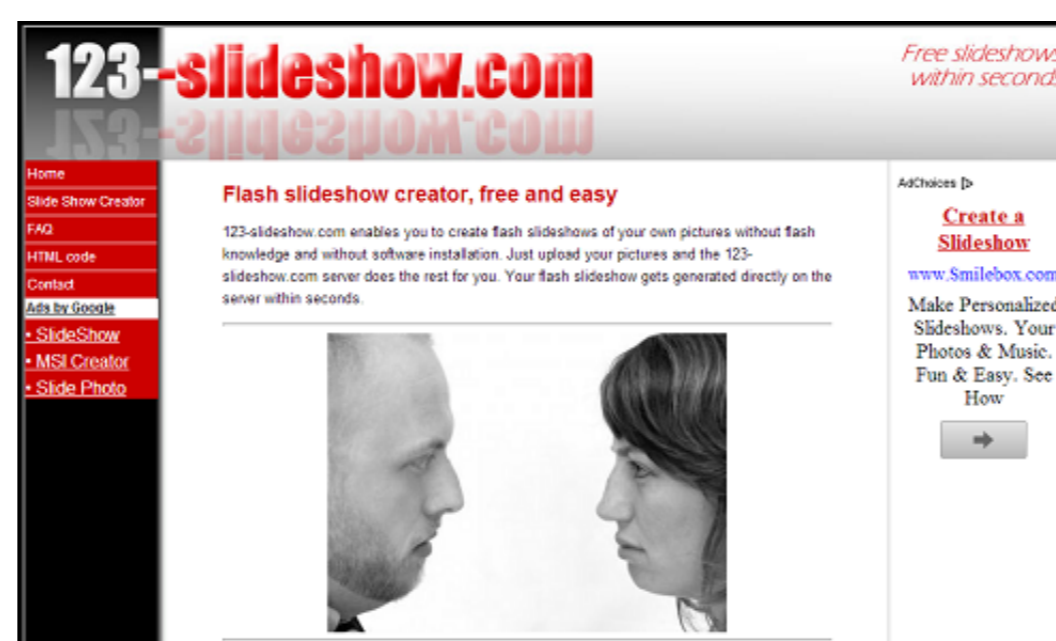 123-slideshow.com
Free slideshows
within seconds
Home
Slide Show Creator
FAQ
HTML code
Contact
Ads by Google
• SlideShow
• MSI Creator
• Slide Photo
Flash slideshow creator, free and easy
123-slideshow.com enables you to create flash slideshows of your own pictures without flash
knowledge and without software installation. Just upload your pictures and the 123-
slideshow.com server does the rest for you. Your flash slideshow gets generated directly on the
server within seconds.
AdChoices
Create a
Slideshow
www.Smilebox.com
Make Personalized
Slideshows. Your
Photos & Music.
Fun & Easy. See
How